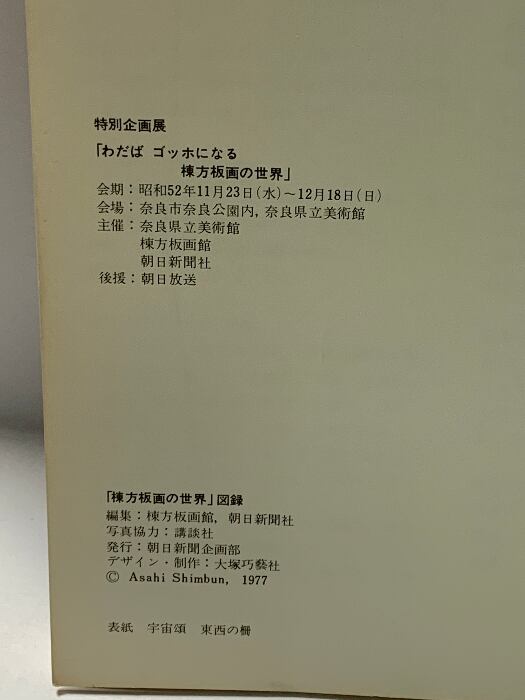 特別企画展
「わだば ゴッホになる
棟方板画の世界」
会期：昭和52年11月23日(水)～12月18日(日)
会場：奈良市奈良公園内, 奈良県立美術館
主催：奈良県立美術館
棟方板画館
朝日新聞社
後援：朝日放送
「棟方板画の世界」図録
編集：棟方板画館, 朝日新聞社
写真協力：講談社
発行：朝日新聞企画部
デザイン・制作：大塚巧藝社
© Asahi Shimbun, 1977
表紙 宇宙頌 東西の柵